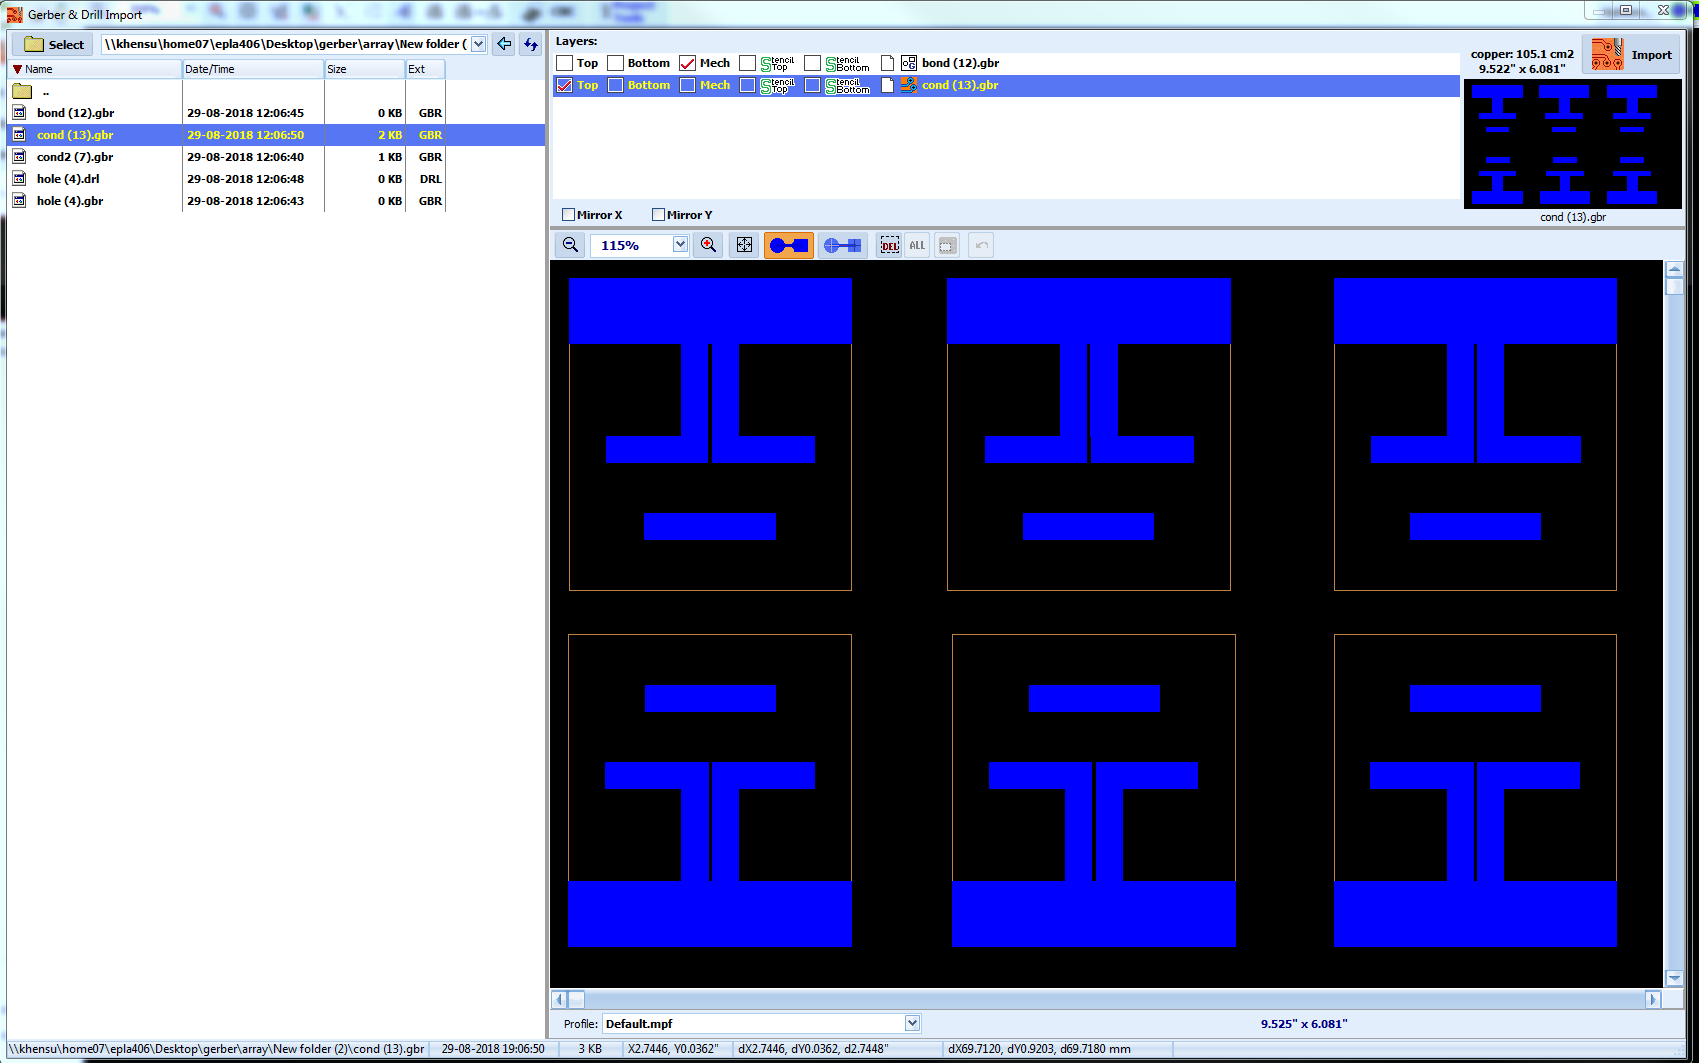 Gerber & Drill Import
Select
\\khensu\home07\epla406\Desktop\gerber\array\New folder (
Name Date/Time Size Ext
..
bond (12).gbr 29-08-2018 12:06:45 0 KB GBR
cond (13).gbr 29-08-2018 12:06:50 2 KB GBR
cond2 (7).gbr 29-08-2018 12:06:40 1 KB GBR
hole (4).drl 29-08-2018 12:06:48 0 KB DRL
hole (4).gbr 29-08-2018 12:06:43 0 KB GBR
Layers:
Top Bottom Mech Stencil Top Stencil Bottom bond (12).gbr
Top Bottom Mech Stencil Top Stencil Bottom cond (13).gbr
Mirror X Mirror Y
copper: 105.1 cm2
9.522" x 6.081"
Import
cond (13).gbr
115% DEL ALL
Profile: Default.mpf 9.525" x 6.081"
\\khensu\home07\epla406\Desktop\gerber\array\New folder (2)\cond (13).gbr 29-08-2018 19:06:50 3 KB X2.7446, Y0.0362" dX2.7446, dY0.0362, d2.7448" dX69.7120, dY0.9203, d69.7180 mm